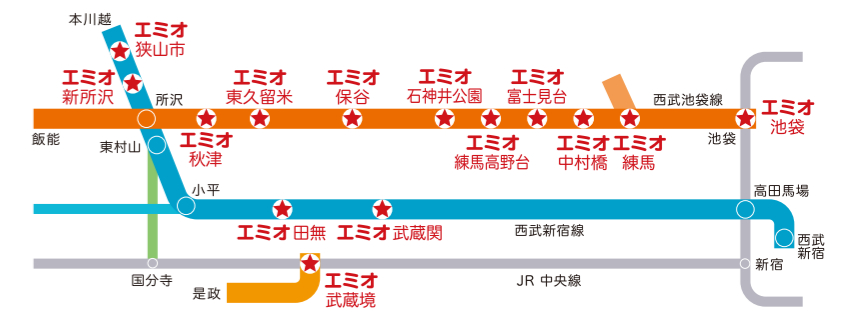 本川越
エミオ
狭山市
エミオ
新所沢
所沢
エミオ
東久留米
エミオ
保谷
エミオ
石神井公園
エミオ
富士見台
西武池袋線
エミオ
池袋
飯能
東村山
エミオ
秋津
エミオ
練馬高野台
エミオ
中村橋
エミオ
練馬
池袋
小平
高田馬場
エミオ 田無
エミオ 武蔵関
西武新宿線
西武
新宿
国分寺
是政
エミオ
武蔵境
JR 中央線
新宿